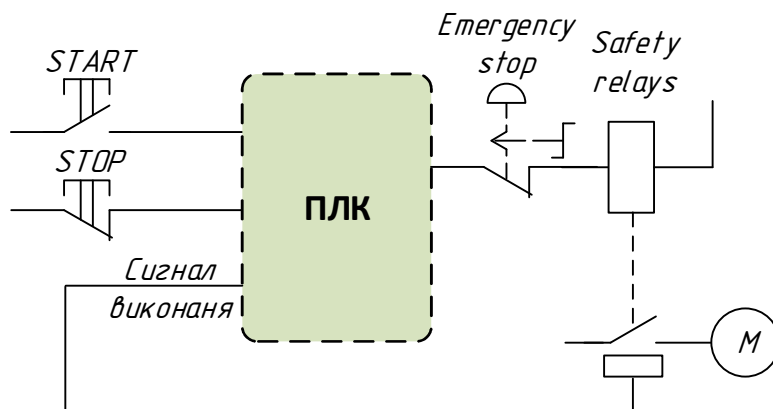 START
STOP
Сигнал
виконаня
ПЛК
Emergency
stop
Safety
relays
M